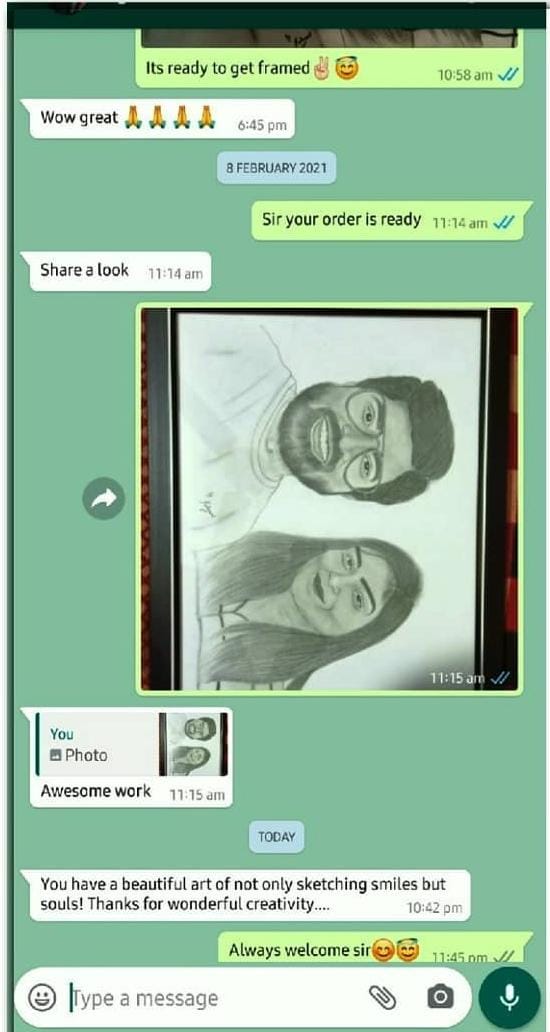 Its ready to get framed✌😇
10:58 am
Wow great 🙏🙏🙏🙏
6:45 pm
8 FEBRUARY 2021
Sir your order is ready 11:14 am
Share a look 11:14 am
11:15 am
You
Photo
Awesome work 11:15 am
TODAY
You have a beautiful art of not only sketching smiles but
souls! Thanks for wonderful creativity....
10:42 pm
Always welcome sir😊😇 11:45 pm
Type a message